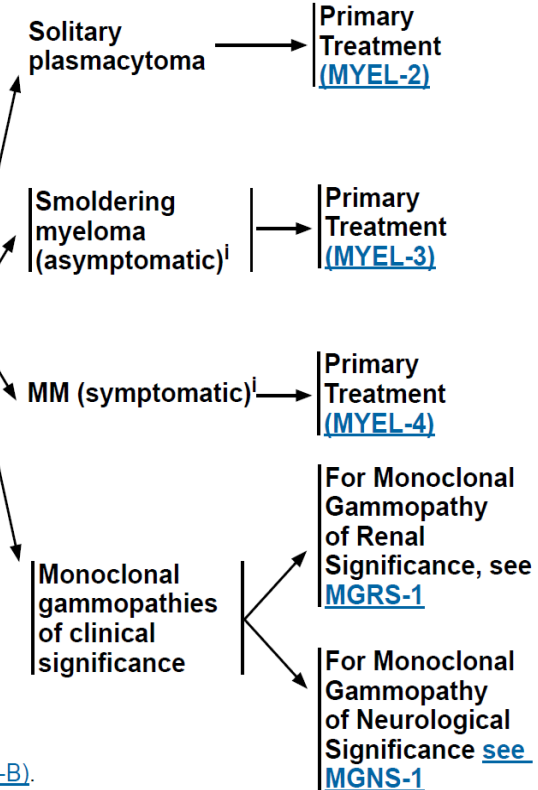 Solitary
plasmacytoma
Primary
Treatment
(MYEL-2)
Smoldering
myeloma
(asymptomatic)i
Primary
Treatment
(MYEL-3)
MM (symptomatic)i
Primary
Treatment
(MYEL-4)
Monoclonal
gammopathies
of clinical
significance
For Monoclonal
Gammopathy
of Renal
Significance, see
MGRS-1
For Monoclonal
Gammopathy
of Neurological
Significance see
MGNS-1
-B).